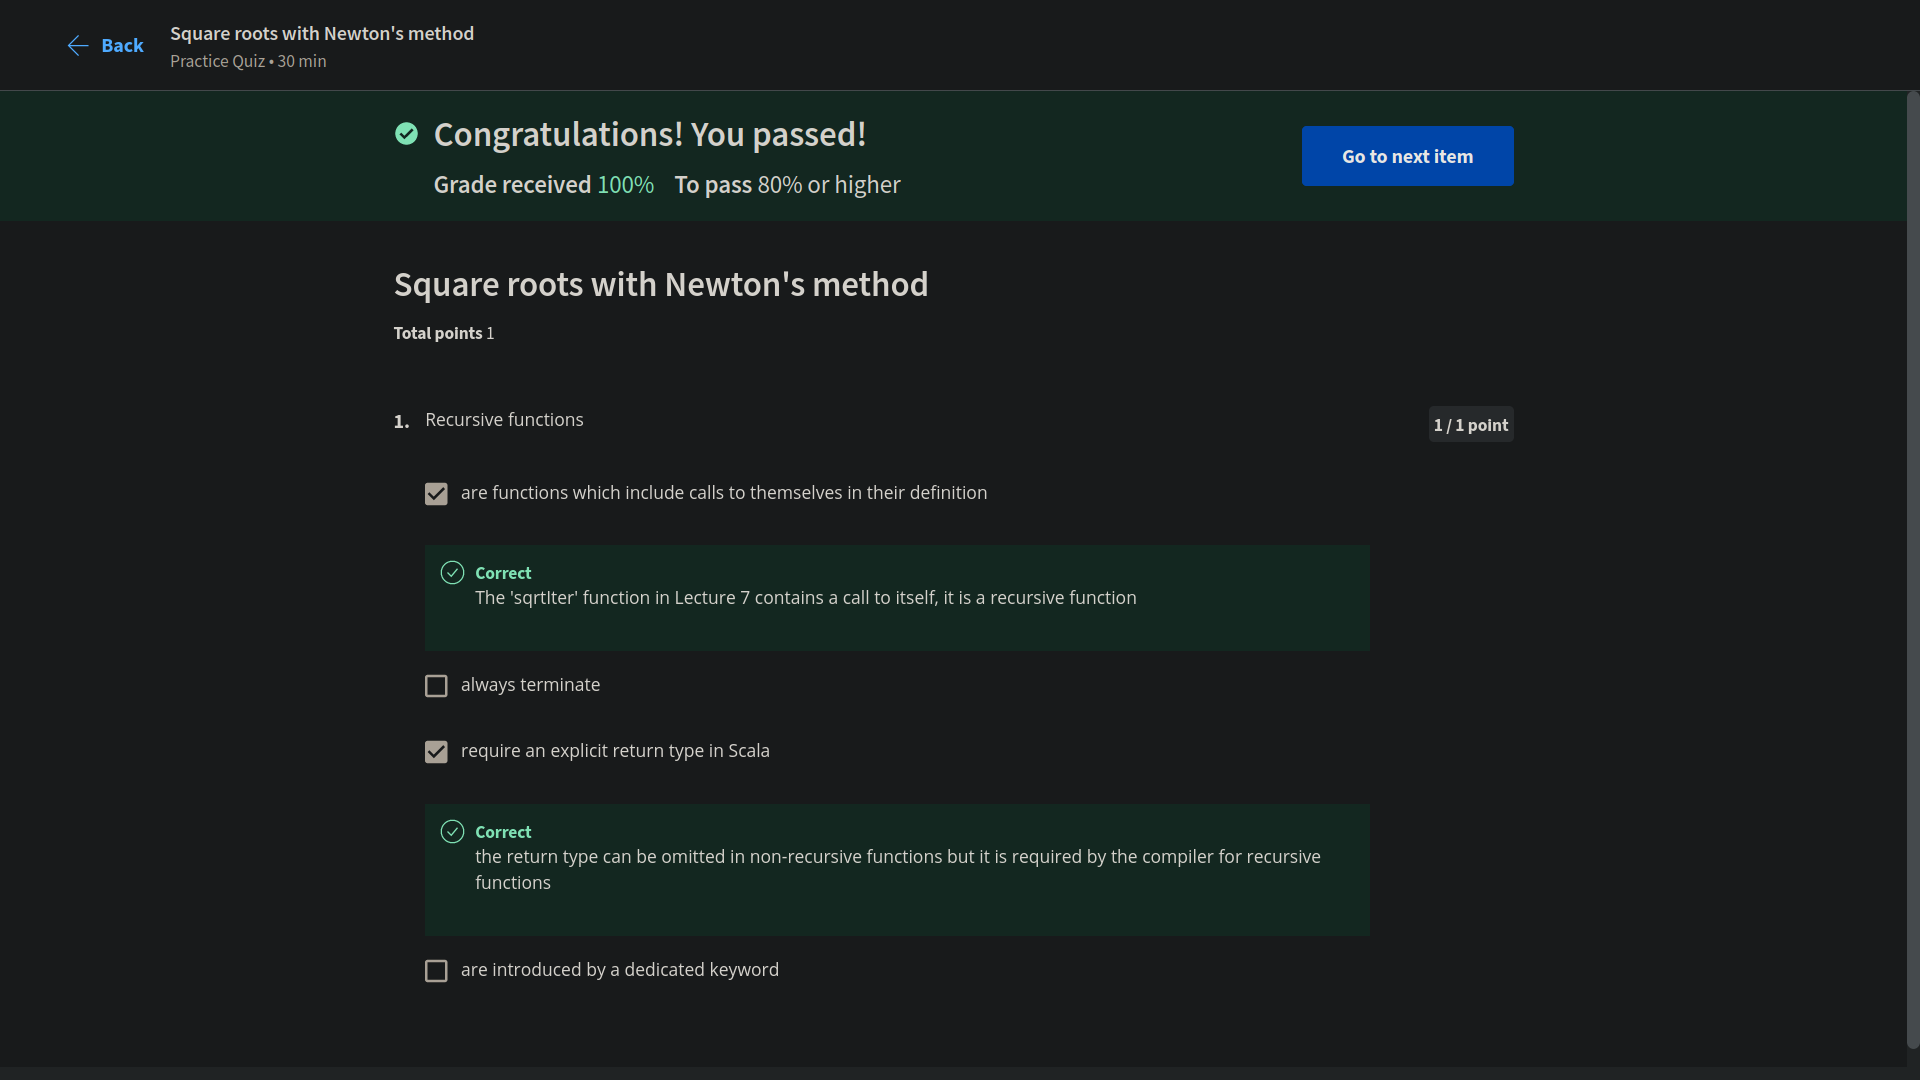 Back
Square roots with Newton's method
Practice Quiz • 30 min
Congratulations! You passed!
Grade received 100% To pass 80% or higher
Go to next item
Square roots with Newton's method
Total points 1
1. Recursive functions
1 / 1 point
are functions which include calls to themselves in their definition
Correct
The 'sqrtIter' function in Lecture 7 contains a call to itself, it is a recursive function
always terminate
require an explicit return type in Scala
Correct
the return type can be omitted in non-recursive functions but it is required by the compiler for recursive
functions
are introduced by a dedicated keyword